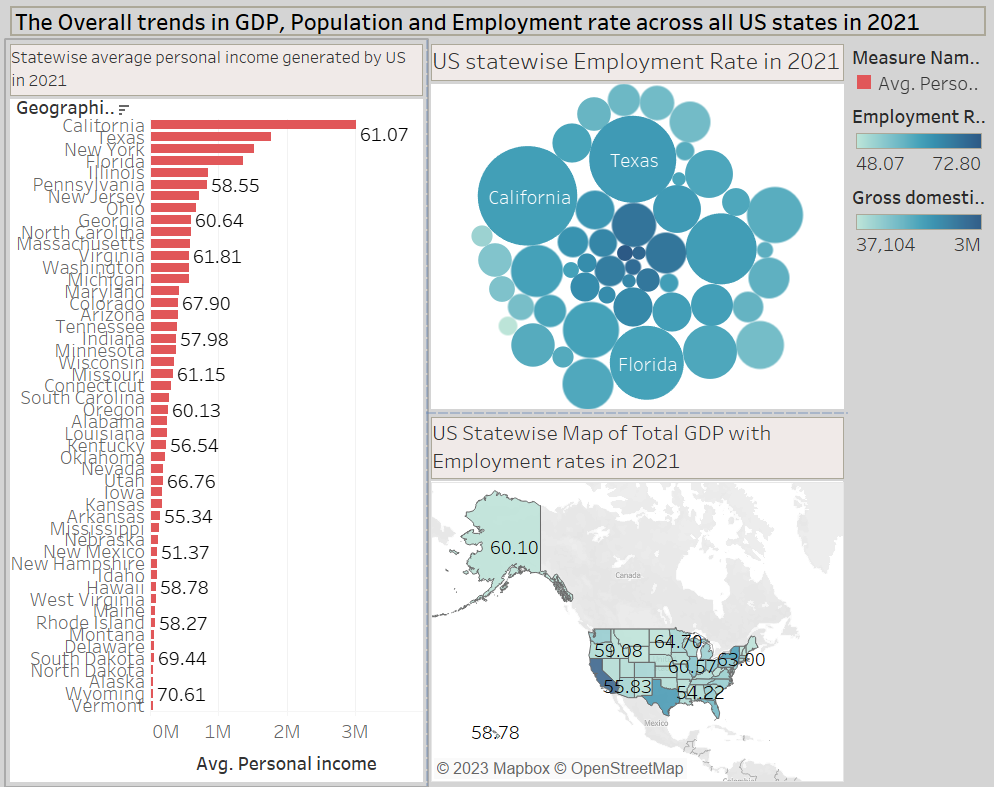 The Overall trends in GDP, Population and Employment rate across all US states in 2021
Statewise average personal income generated by US
in 2021
Geographi..
California
61.07
Texas
New York
Florida
Illinois
Pennsylvania
58.55
New Jersey
Ohio
Georgia
60.64
North Carolina
Massachusetts
Virginia
61.81
Washington
Michigan
Maryland
Colorado
67.90
Arizona
Tennessee
Indiana
57.98
Minnesota
Wisconsin
Missouri
61.15
Connecticut
South Carolina
Oregon
60.13
Alabama
Louisiana
Kentucky
56.54
Oklahoma
Nevada
Utah
66.76
Iowa
Kansas
Arkansas
55.34
Mississippi
Nebraska
New Mexico
51.37
New Hampshire
Idaho
Hawaii
58.78
West Virginia
Maine
Rhode Island
58.27
Montana
Delaware
South Dakota
69.44
North Dakota
Alaska
Wyoming
70.61
Vermont
0M 1M 2M 3M
Avg. Personal income
US statewise Employment Rate in 2021
Texas
California
Florida
US Statewise Map of Total GDP with
Employment rates in 2021
60.10
Canada
64.70
59.08
63.00
60.57
55.83
54.22
Mexico
58.78
© 2023 Mapbox © OpenStreetMap
Measure Nam..
Avg. Perso..
Employment R..
48.07 72.80
Gross domesti..
37,104 3M